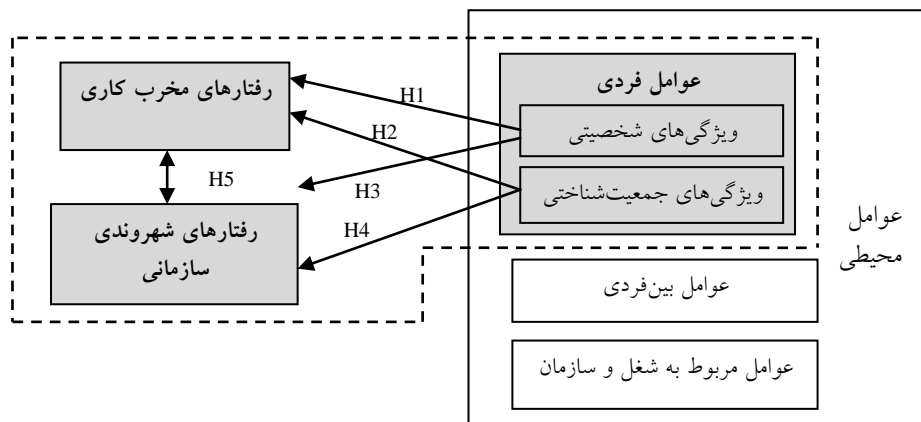 عوامل فردی
ویژگی‌های شخصیتی
ویژگی‌های جمعیت‌شناختی
عوامل بین‌فردی
عوامل مربوط به شغل و سازمان
عوامل
محیطی
رفتارهای مخرب کاری
رفتارهای شهروندی
سازمانی
H1
H2
H3
H4
H5